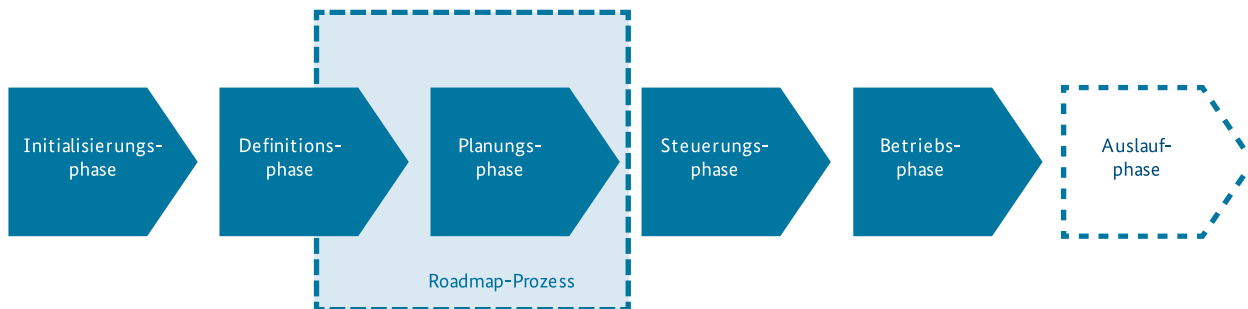 Initialisierungs-
phase
Definitions-
phase
Planungs-
phase
Steuerungs-
phase
Betriebs-
phase
Auslauf-
phase
Roadmap-Prozess